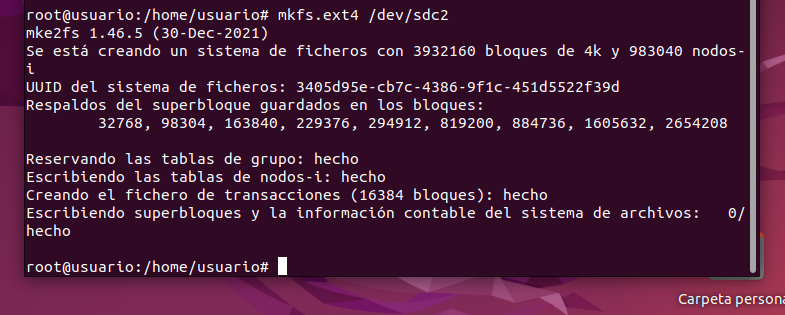 root@usuario:/home/usuario# mkfs.ext4 /dev/sdc2
mke2fs 1.46.5 (30-Dec-2021)
Se está creando un sistema de ficheros con 3932160 bloques de 4k y 983040 nodos-
i
UUID del sistema de ficheros: 3405d95e-cb7c-4386-9f1c-451d5522f39d
Respaldos del superbloque guardados en los bloques:
32768, 98304, 163840, 229376, 294912, 819200, 884736, 1605632, 2654208
Reservando las tablas de grupo: hecho
Escribiendo las tablas de nodos-i: hecho
Creando el fichero de transacciones (16384 bloques): hecho
Escribiendo superbloques y la información contable del sistema de archivos:   0/
hecho
root@usuario:/home/usuario#
Carpeta persona